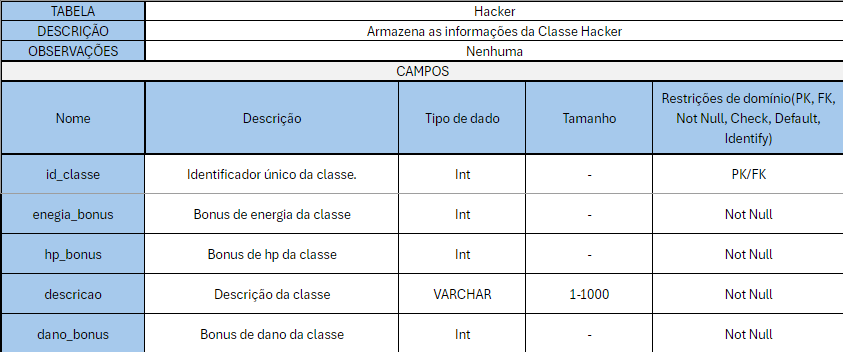 TABELA Hacker
DESCRIÇÃO Armazena as informações da Classe Hacker
OBSERVAÇÕES Nenhuma
CAMPOS
Nome Descrição Tipo de dado Tamanho Restrições de domínio(PK, FK,
Not Null, Check, Default,
Identify)
id_classe Identificador único da classe. Int - PK/FK
enegia_bonus Bonus de energia da classe Int - Not Null
hp_bonus Bonus de hp da classe Int - Not Null
descricao Descrição da classe VARCHAR 1-1000 Not Null
dano_bonus Bonus de dano da classe Int - Not Null